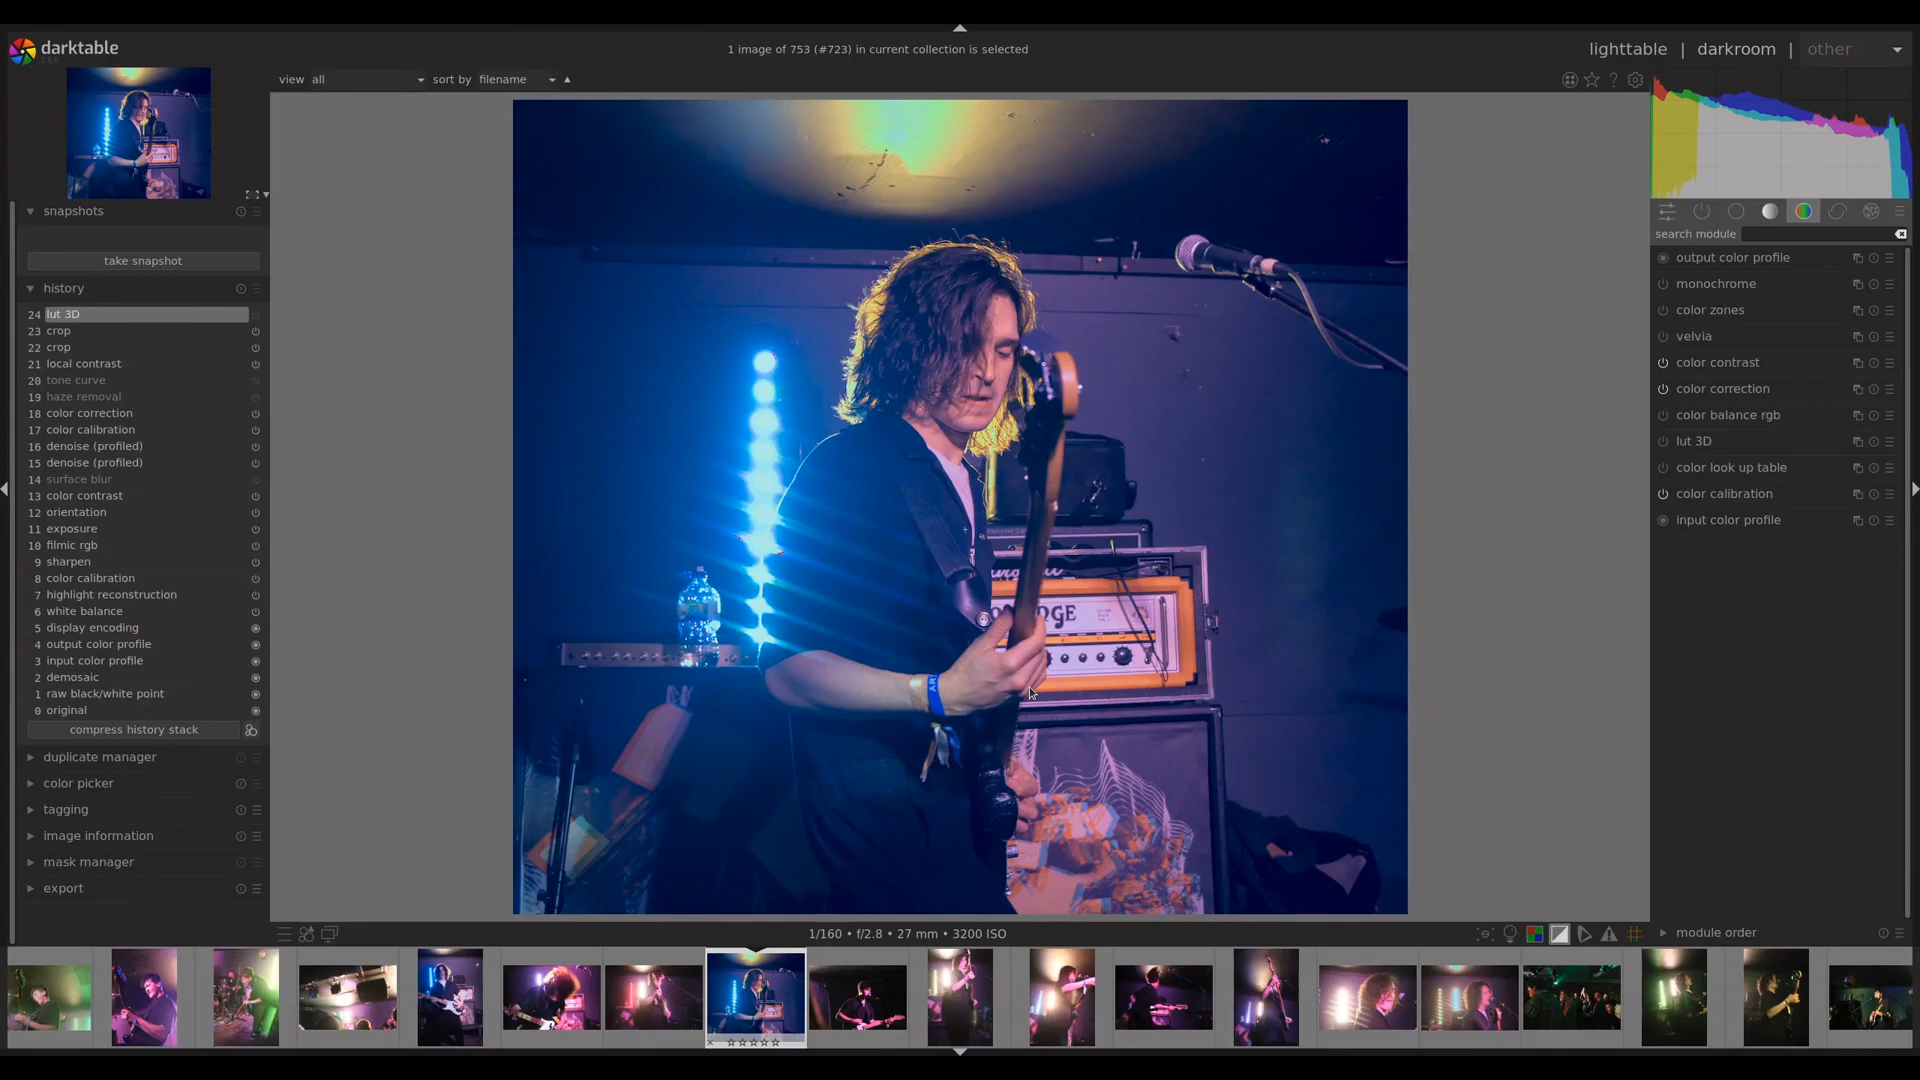 darktable
3.6.0
1 image of 753 (#723) in current collection is selected
lighttable | darkroom | other
view all sort by filename
snapshots
take snapshot
history
24 lut 3D
23 crop
22 crop
21 local contrast
20 tone curve
19 haze removal
18 color correction
17 color calibration
16 denoise (profiled)
15 denoise (profiled)
14 surface blur
13 color contrast
12 orientation
11 exposure
10 filmic rgb
9 sharpen
8 color calibration
7 highlight reconstruction
6 white balance
5 display encoding
4 output color profile
3 input color profile
2 demosaic
1 raw black/white point
0 original
compress history stack
duplicate manager
color picker
tagging
image information
mask manager
export
1/160 • f/2.8 • 27 mm • 3200 ISO
search module
output color profile
monochrome
color zones
velvia
color contrast
color correction
color balance rgb
lut 3D
color look up table
color calibration
input color profile
module order